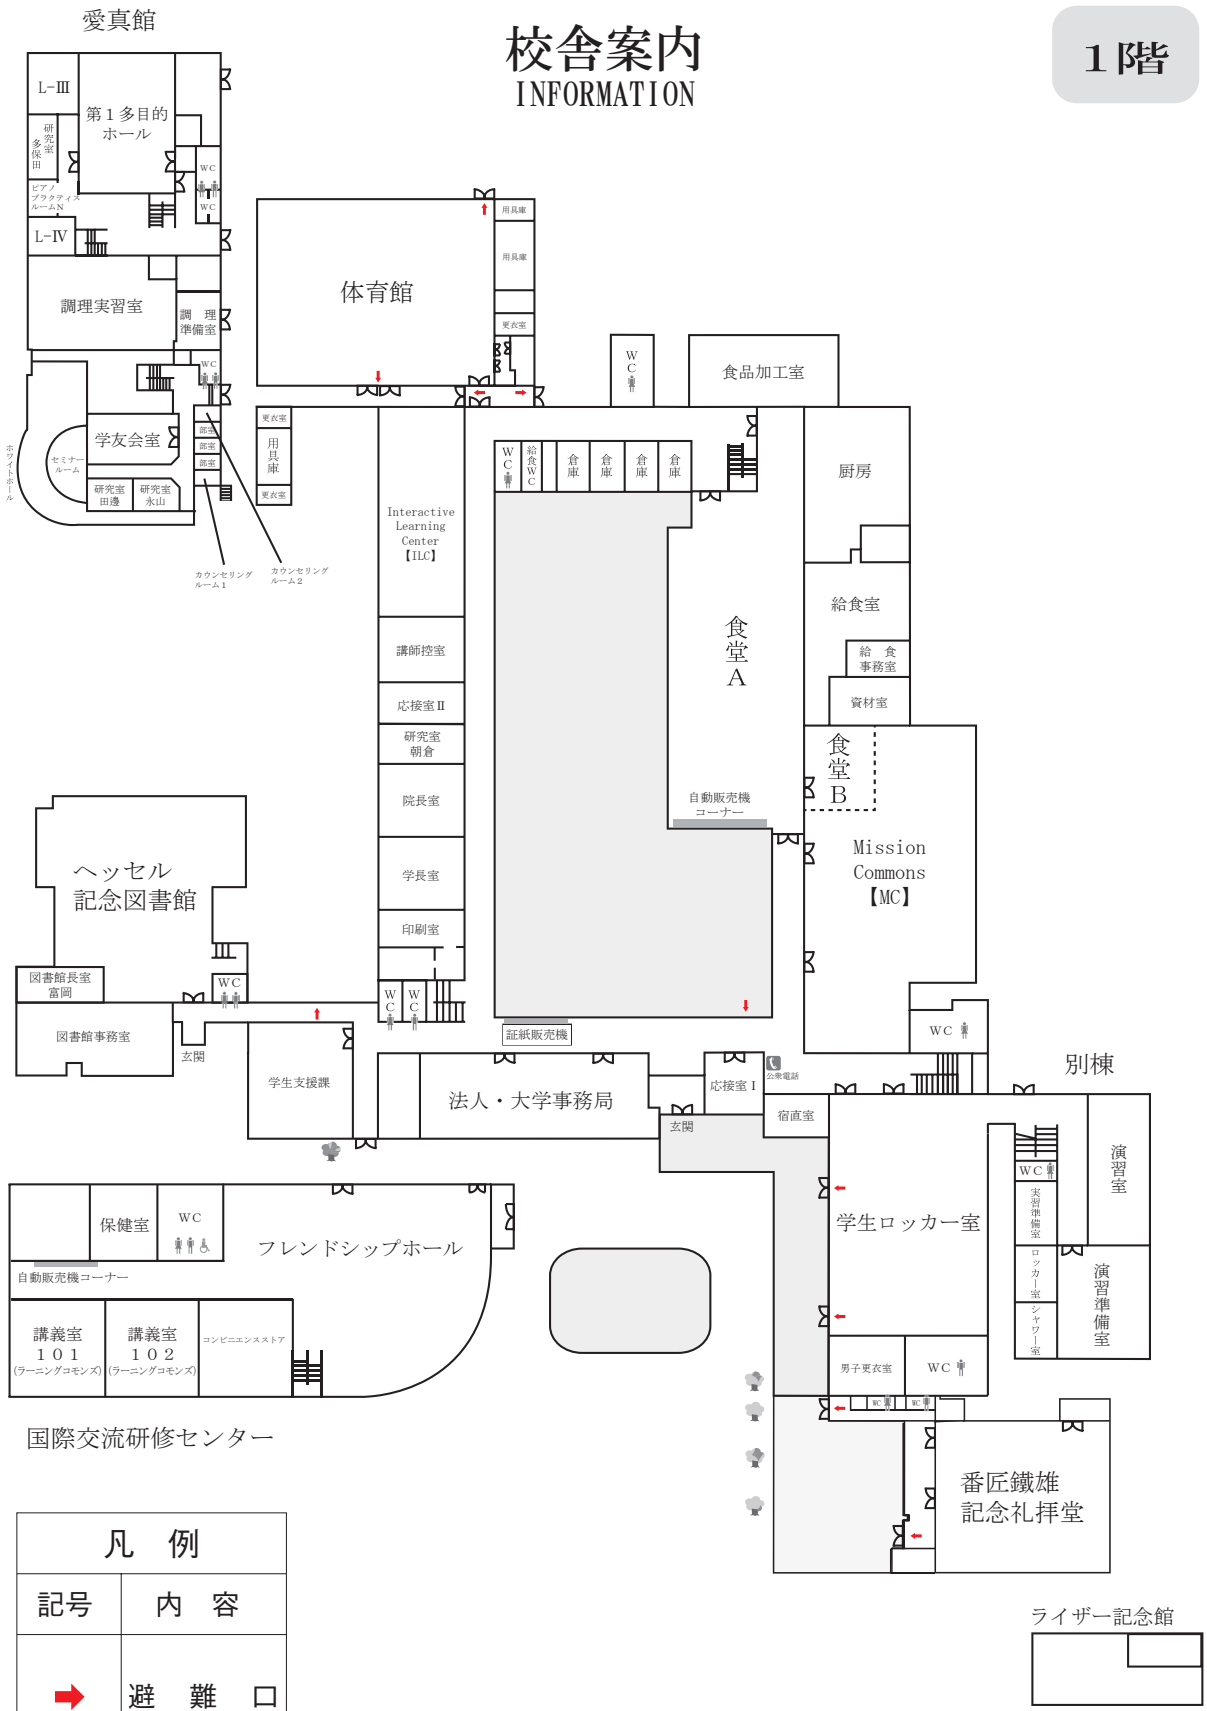 愛真館
校舎案内
INFORMATION
1階
L-Ⅲ
第1多目的
ホール
研究室
多保田
WC
ピアノ
プラクティス
ルームN
WC
L-Ⅳ
調理実習室
調 理
準備室
WC
学友会室
部室
部室
部室
セミナー
ルーム
ホワイトホール
研究室
田邉
研究室
永山
カウンセリング
ルーム1
カウンセリング
ルーム2
体育館
用具庫
用具庫
更衣室
更衣室
用具庫
更衣室
WC
食品加工室
WC
給食WC
倉庫
倉庫
倉庫
倉庫
厨房
Interactive
Learning
Center
【ILC】
給食室
給 食
事務室
資材室
食堂A
講師控室
応接室Ⅱ
研究室
朝倉
院長室
学長室
印刷室
WC
WC
食堂B
自動販売機
コーナー
Mission
Commons
【MC】
WC
ヘッセル
記念図書館
図書館長室
富岡
WC
図書館事務室
玄関
学生支援課
証紙販売機
法人・大学事務局
応接室Ⅰ
公衆電話
玄関
宿直室
別棟
演習室
WC
実習準備室
ロッカー室
シャワー室
演習準備室
学生ロッカー室
男子更衣室
WC
WC
WC
保健室
WC
フレンドシップホール
自動販売機コーナー
講義室
101
(ラーニングコモンズ)
講義室
102
(ラーニングコモンズ)
コンビニエンスストア
国際交流研修センター
番匠鐵雄
記念礼拝堂
ライザー記念館
凡 例
記号
内 容
避 難 口